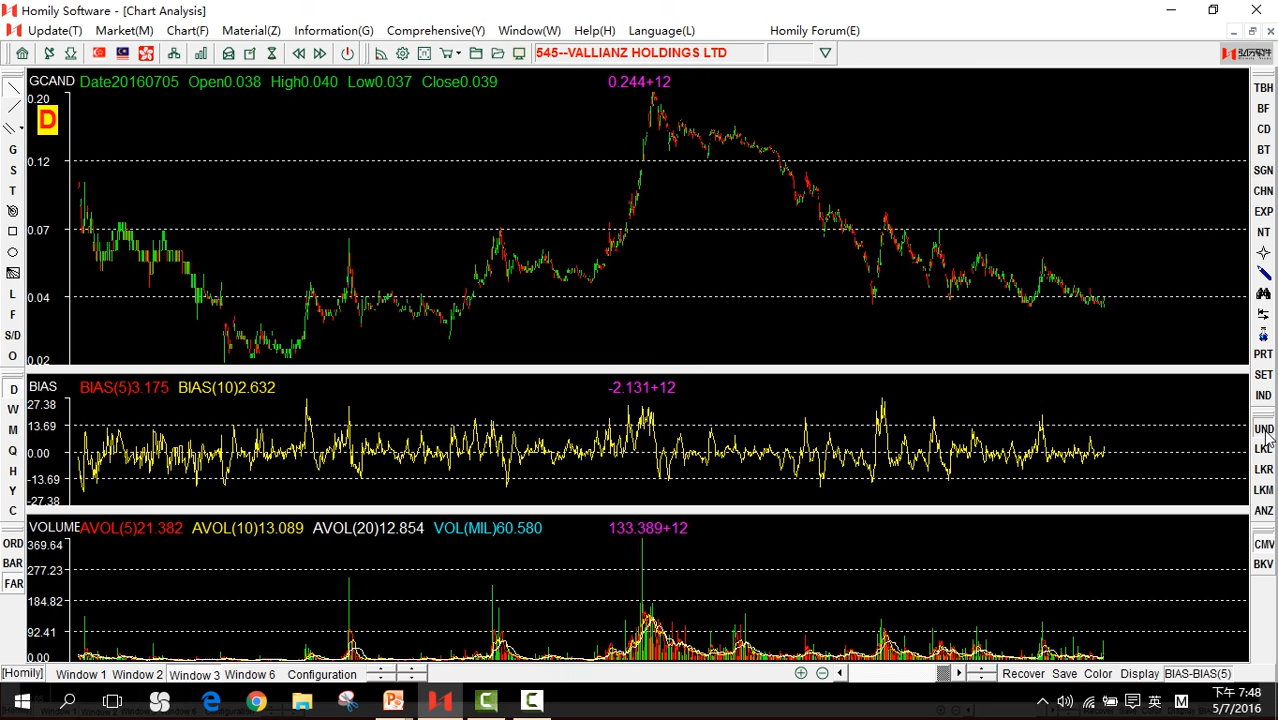 Homily Software - [Chart Analysis]
Update(T) Market(M) Chart(F) Material(Z) Information(G) Comprehensive(Y) Window(W) Help(H) Language(L) Homily Forum(E)
545--VALLIANZ HOLDINGS LTD
GCAND Date20160705 Open0.038 High0.040 Low0.037 Close0.039 0.244+12
0.20
D
0.12
0.07
0.04
0.02
BIAS BIAS(5)3.175 BIAS(10)2.632 -2.131+12
27.38
13.69
0.00
-13.69
-27.38
VOLUME AVOL(5)21.382 AVOL(10)13.089 AVOL(20)12.854 VOL(MIL)60.580 133.389+12
369.64
277.23
184.82
92.41
0.00
G
S
T
L
F
S/D
O
D
W
M
Q
H
Y
C
ORD
BAR
FAR
TBH
BF
CD
BT
SGN
CHN
EXP
NT
PRT
SET
IND
UND
LKL
LKR
LKM
ANZ
CMV
BKV
[Homily] Window 1 Window 2 Window 3 Window 6 Configuration Recover Save Color Display BIAS-BIAS(5)
英 M 下午 7:48
5/7/2016